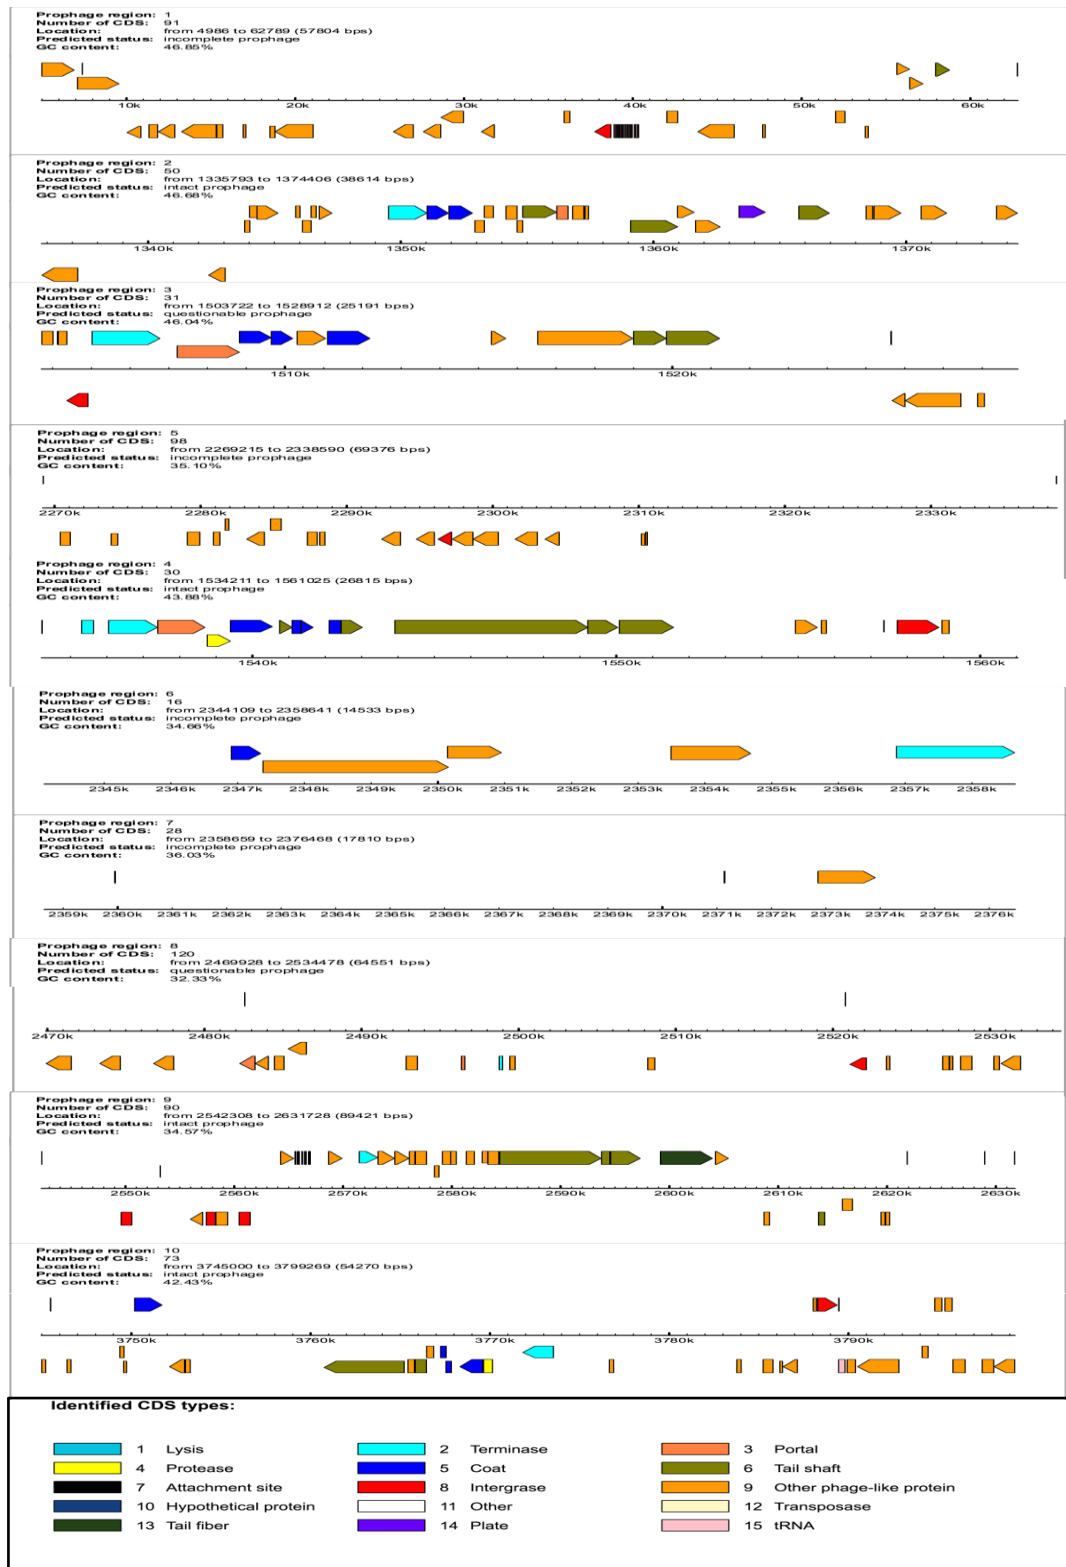 Prophage region: 1
Number of CDS: 91
Location: from 4986 to 62789 (57804 bps)
Predicted status: incomplete prophage
GC content: 46.85%
10k 20k 30k 40k 50k 60k
Prophage region: 2
Number of CDS: 50
Location: from 1335793 to 1374406 (38614 bps)
Predicted status: intact prophage
GC content: 46.68%
1340k 1350k 1360k 1370k
Prophage region: 3
Number of CDS: 31
Location: from 1503722 to 1528912 (25191 bps)
Predicted status: questionable prophage
GC content: 46.04%
1510k 1520k
Prophage region: 5
Number of CDS: 98
Location: from 2269215 to 2338590 (69376 bps)
Predicted status: incomplete prophage
GC content: 35.10%
2270k 2280k 2290k 2300k 2310k 2320k 2330k
Prophage region: 4
Number of CDS: 30
Location: from 1534211 to 1561025 (26815 bps)
Predicted status: intact prophage
GC content: 43.88%
1540k 1550k 1560k
Prophage region: 6
Number of CDS: 16
Location: from 2344109 to 2358641 (14533 bps)
Predicted status: incomplete prophage
GC content: 34.66%
2345k 2346k 2347k 2348k 2349k 2350k 2351k 2352k 2353k 2354k 2355k 2356k 2357k 2358k
Prophage region: 7
Number of CDS: 28
Location: from 2358659 to 2376468 (17810 bps)
Predicted status: incomplete prophage
GC content: 36.03%
2359k 2360k 2361k 2362k 2363k 2364k 2365k 2366k 2367k 2368k 2369k 2370k 2371k 2372k 2373k 2374k 2375k 2376k
Prophage region: 8
Number of CDS: 120
Location: from 2469928 to 2534478 (64551 bps)
Predicted status: questionable prophage
GC content: 32.33%
2470k 2480k 2490k 2500k 2510k 2520k 2530k
Prophage region: 9
Number of CDS: 90
Location: from 2542308 to 2631728 (89421 bps)
Predicted status: intact prophage
GC content: 34.57%
2550k 2560k 2570k 2580k 2590k 2600k 2610k 2620k 2630k
Prophage region: 10
Number of CDS: 73
Location: from 3745000 to 3799269 (54270 bps)
Predicted status: intact prophage
GC content: 42.43%
3750k 3760k 3770k 3780k 3790k
Identified CDS types:
1 Lysis 2 Terminase 3 Portal
4 Protease 5 Coat 6 Tail shaft
7 Attachment site 8 Intergrase 9 Other phage-like protein
10 Hypothetical protein 11 Other 12 Transposase
13 Tail fiber 14 Plate 15 tRNA